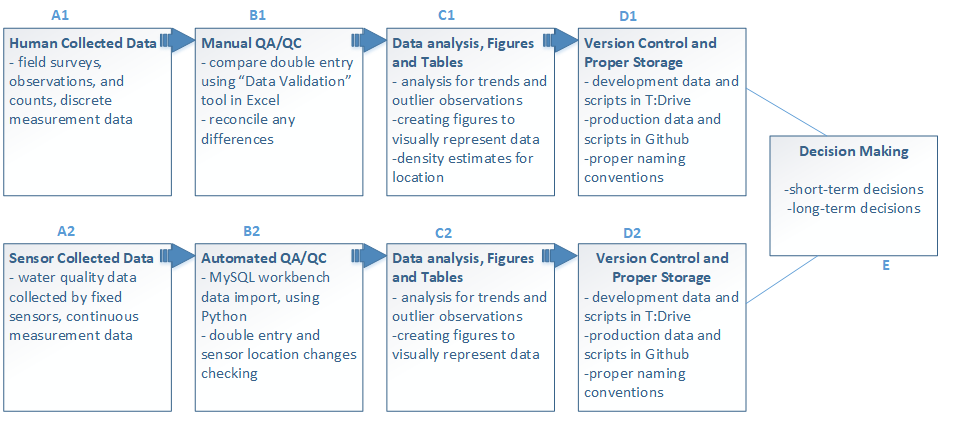 A1
Human Collected Data
- field surveys,
observations, and
counts, discrete
measurement data
B1
Manual QA/QC
- compare double entry
using “Data Validation”
tool in Excel
- reconcile any
differences
C1
Data analysis, Figures
and Tables
- analysis for trends and
outlier observations
-creating figures to
visually represent data
-density estimates for
location
D1
Version Control and
Proper Storage
- development data and
scripts in T:Drive
-production data and
scripts in Github
-proper naming
conventions
Decision Making
-short-term decisions
-long-term decisions
E
A2
Sensor Collected Data
- water quality data
collected by fixed
sensors, continuous
measurement data
B2
Automated QA/QC
- MySQL workbench
data import, using
Python
- double entry and
sensor location changes
checking
C2
Data analysis, Figures
and Tables
- analysis for trends and
outlier observations
-creating figures to
visually represent data
D2
Version Control and
Proper Storage
- development data and
scripts in T:Drive
-production data and
scripts in Github
-proper naming
conventions